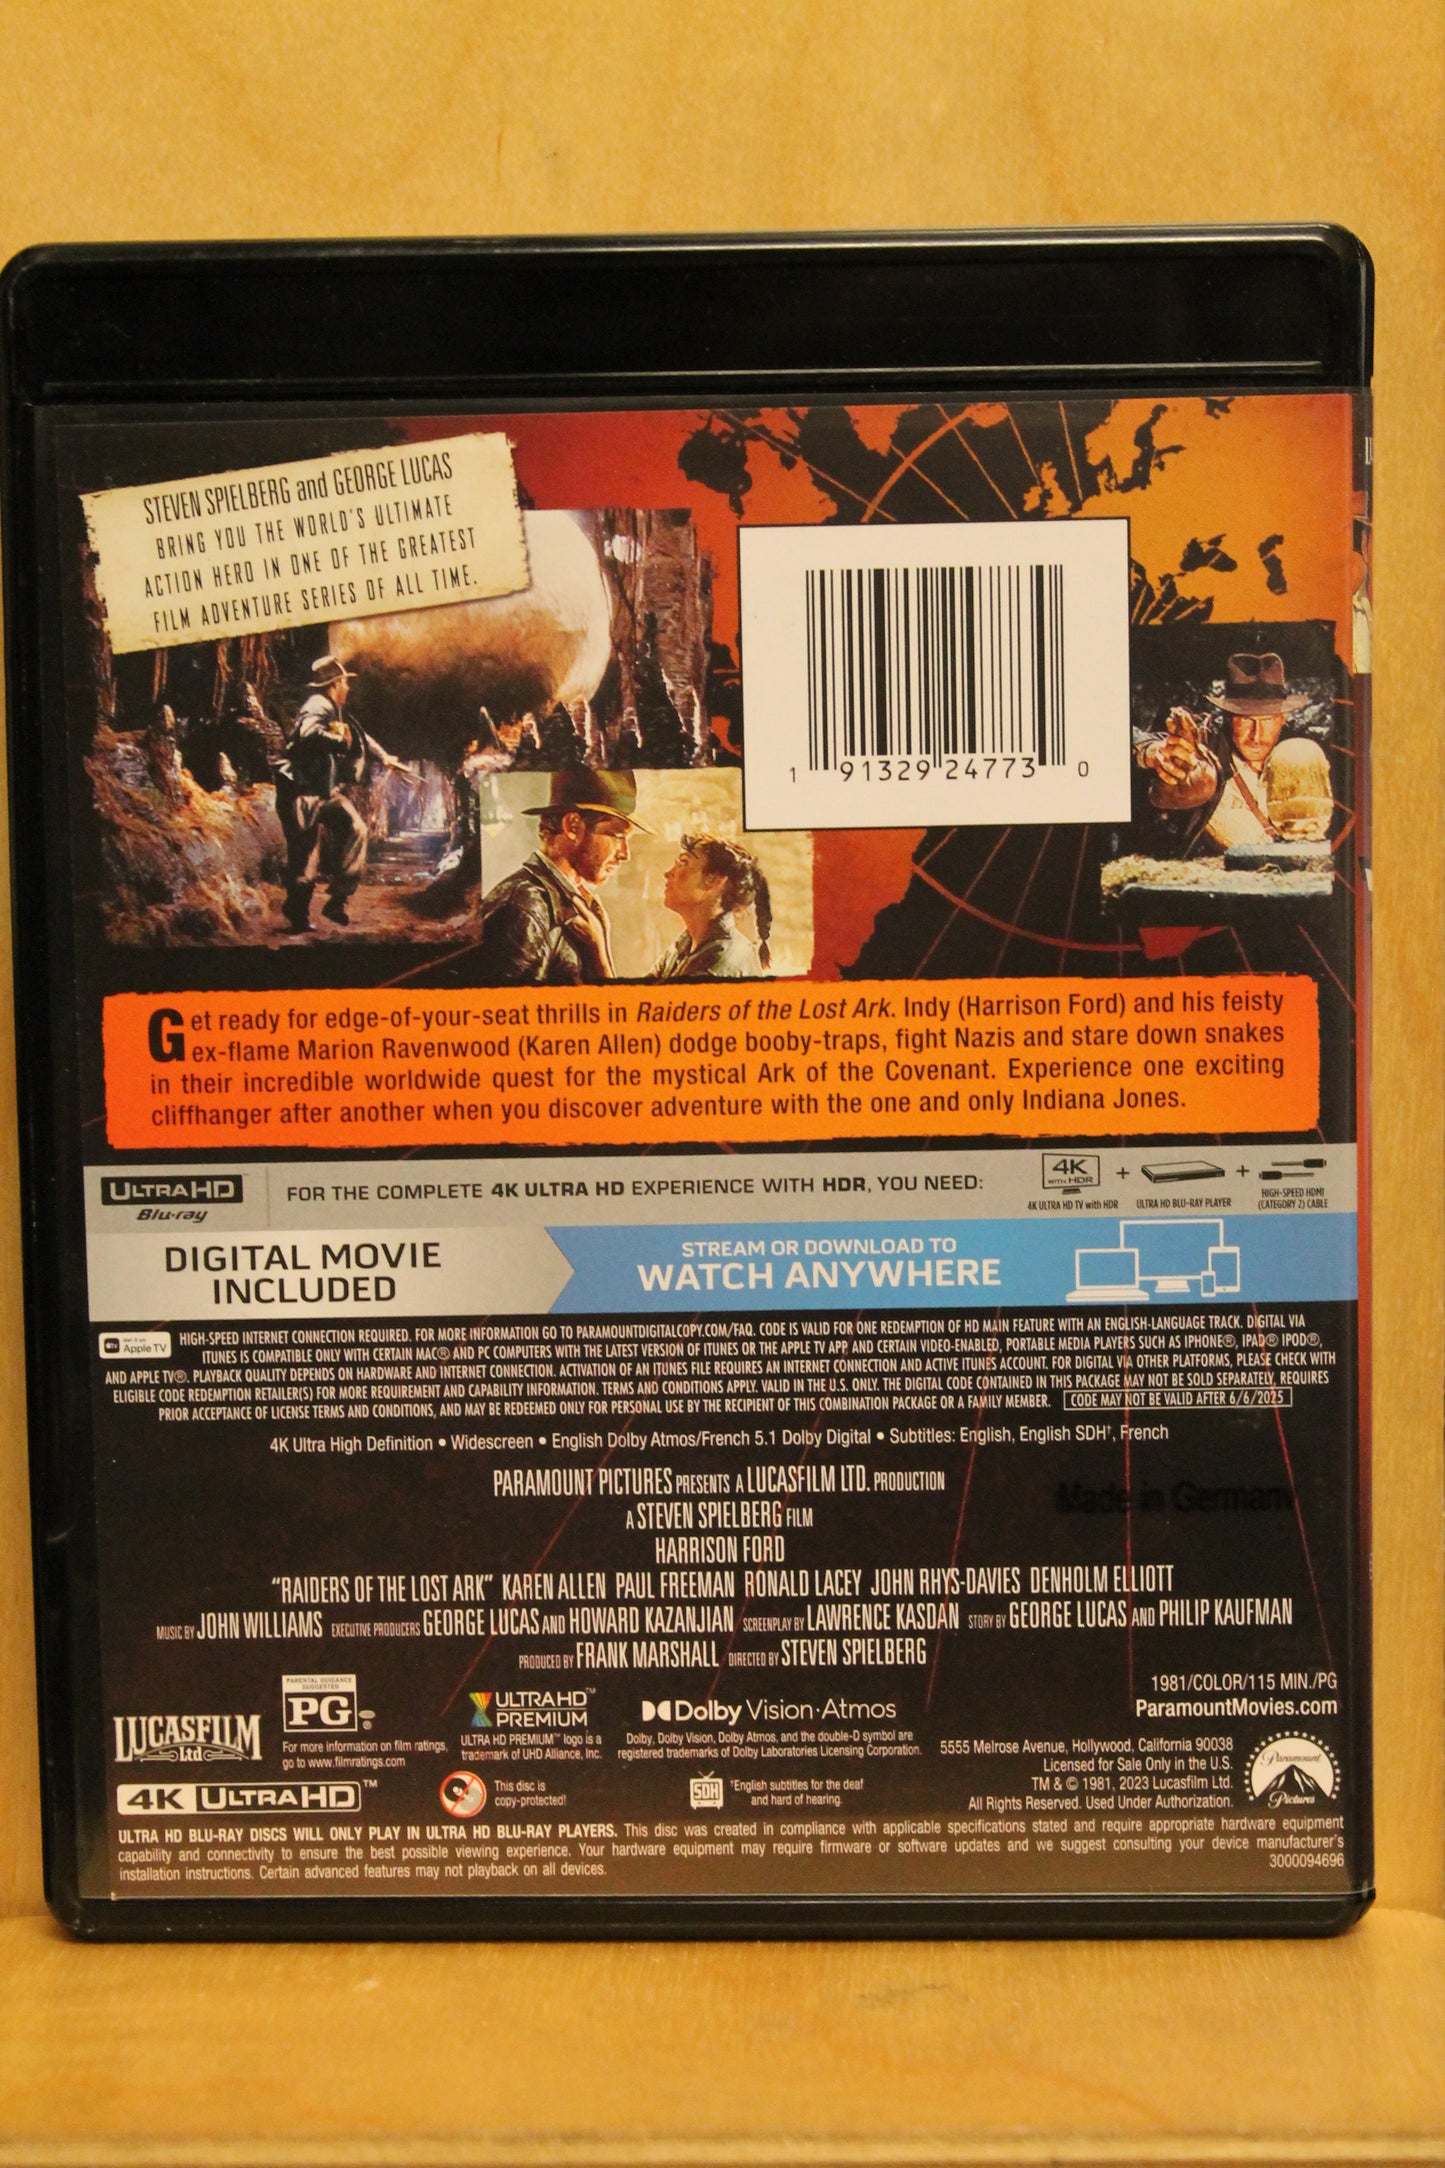 STEVEN SPIELBERG and GEORGE LUCAS
BRING YOU THE WORLD'S ULTIMATE
ACTION HERO IN ONE OF THE GREATEST
FILM ADVENTURE SERIES OF ALL TIME.
1 91329 24773 0
Get ready for edge-of-your-seat thrills in Raiders of the Lost Ark. Indy (Harrison Ford) and his feisty
ex-flame Marion Ravenwood (Karen Allen) dodge booby-traps, fight Nazis and stare down snakes
in their incredible worldwide quest for the mystical Ark of the Covenant. Experience one exciting
cliffhanger after another when you discover adventure with the one and only Indiana Jones.
ULTRA HD
Blu-ray
FOR THE COMPLETE 4K ULTRA HD EXPERIENCE WITH HDR, YOU NEED:
4K
WITH HDR
+
+
4K ULTRA HD TV with HDR
ULTRA HD BLU-RAY PLAYER
HIGH-SPEED HDMI
(CATEGORY 2) CABLE
DIGITAL MOVIE
INCLUDED
STREAM OR DOWNLOAD TO
WATCH ANYWHERE
Get it on
Apple TV
HIGH-SPEED INTERNET CONNECTION REQUIRED. FOR MORE INFORMATION GO TO PARAMOUNTDIGITALCOPY.COM/FAQ. CODE IS VALID FOR ONE REDEMPTION OF HD MAIN FEATURE WITH AN ENGLISH-LANGUAGE TRACK. DIGITAL VIA
ITUNES IS COMPATIBLE ONLY WITH CERTAIN MAC® AND PC COMPUTERS WITH THE LATEST VERSION OF ITUNES OR THE APPLE TV APP, AND CERTAIN VIDEO-ENABLED, PORTABLE MEDIA PLAYERS SUCH AS IPHONE®, IPAD® IPOD®,
AND APPLE TV®. PLAYBACK QUALITY DEPENDS ON HARDWARE AND INTERNET CONNECTION. ACTIVATION OF AN ITUNES FILE REQUIRES AN INTERNET CONNECTION AND ACTIVE ITUNES ACCOUNT. FOR DIGITAL VIA OTHER PLATFORMS, PLEASE CHECK WITH
ELIGIBLE CODE REDEMPTION RETAILER(S) FOR MORE REQUIREMENT AND CAPABILITY INFORMATION. TERMS AND CONDITIONS APPLY. VALID IN THE U.S. ONLY. THE DIGITAL CODE CONTAINED IN THIS PACKAGE MAY NOT BE SOLD SEPARATELY, REQUIRES
PRIOR ACCEPTANCE OF LICENSE TERMS AND CONDITIONS, AND MAY BE REDEEMED ONLY FOR PERSONAL USE BY THE RECIPIENT OF THIS COMBINATION PACKAGE OR A FAMILY MEMBER. CODE MAY NOT BE VALID AFTER 6/6/2025
4K Ultra High Definition • Widescreen • English Dolby Atmos/French 5.1 Dolby Digital • Subtitles: English, English SDH†, French
PARAMOUNT PICTURES PRESENTS A LUCASFILM LTD. PRODUCTION
Made in Germany
A STEVEN SPIELBERG FILM
HARRISON FORD
"RAIDERS OF THE LOST ARK" KAREN ALLEN PAUL FREEMAN RONALD LACEY JOHN RHYS-DAVIES DENHOLM ELLIOTT
MUSIC BY JOHN WILLIAMS EXECUTIVE PRODUCERS GEORGE LUCAS AND HOWARD KAZANJIAN SCREENPLAY BY LAWRENCE KASDAN STORY BY GEORGE LUCAS AND PHILIP KAUFMAN
PRODUCED BY FRANK MARSHALL DIRECTED BY STEVEN SPIELBERG
LUCASFILM
Ltd
PARENTAL GUIDANCE SUGGESTED
PG
®
For more information on film ratings,
go to www.filmratings.com
ULTRA HD™
PREMIUM
ULTRA HD PREMIUM™ logo is a
trademark of UHD Alliance, Inc.
Dolby Vision·Atmos
Dolby, Dolby Vision, Dolby Atmos, and the double-D symbol are
registered trademarks of Dolby Laboratories Licensing Corporation.
1981/COLOR/115 MIN./PG
ParamountMovies.com
5555 Melrose Avenue, Hollywood, California 90038
Licensed for Sale Only in the U.S.
TM & © 1981, 2023 Lucasfilm Ltd.
All Rights Reserved. Used Under Authorization.
Paramount
Pictures
4K ULTRA HD™
This disc is
copy-protected!
SDH
†English subtitles for the deaf
and hard of hearing.
ULTRA HD BLU-RAY DISCS WILL ONLY PLAY IN ULTRA HD BLU-RAY PLAYERS. This disc was created in compliance with applicable specifications stated and require appropriate hardware equipment
capability and connectivity to ensure the best possible viewing experience. Your hardware equipment may require firmware or software updates and we suggest consulting your device manufacturer's
installation instructions. Certain advanced features may not playback on all devices.
3000094696